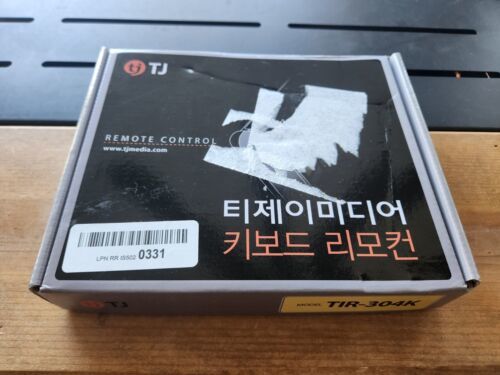 TJ
REMOTE CONTROL
www.tjmedia.com
티제이미디어
키보드 리모컨
LPN RR IS502 0331
TJ
MODEL TIR-304K